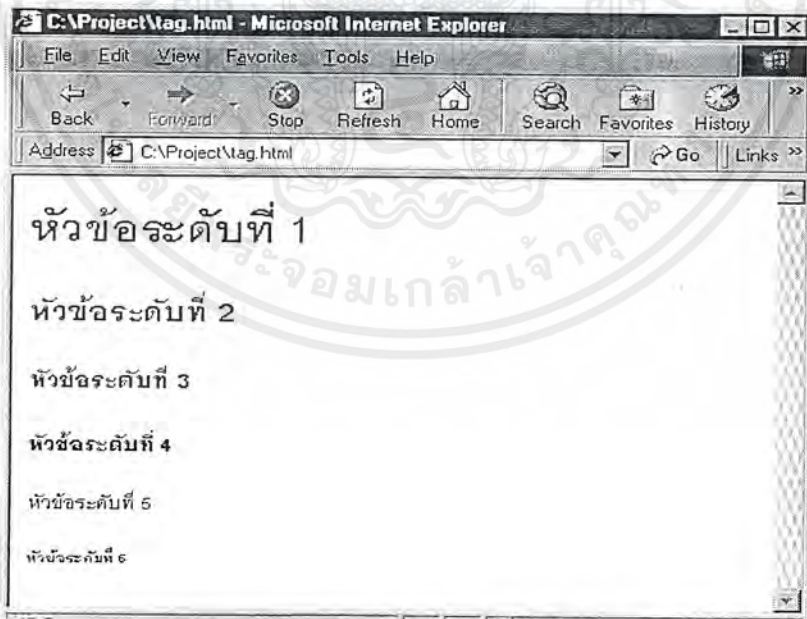 C:\Project\tag.html - Microsoft Internet Explorer
File Edit View Favorites Tools Help
Back Forward Stop Refresh Home Search Favorites History »
Address C:\Project\tag.html Go Links »
หัวข้อระดับที่ 1
หัวข้อระดับที่ 2
หัวข้อระดับที่ 3
หัวข้อระดับที่ 4
หัวข้อระดับที่ 5
หัวข้อระดับที่ 6